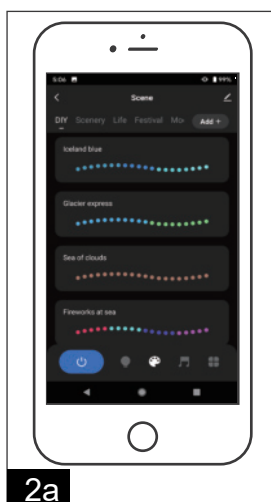 5:06 99%
Scene
DIY Scenery Life Festival Mo Add +
Iceland blue
Glacier express
Sea of clouds
Fireworks at sea
2a